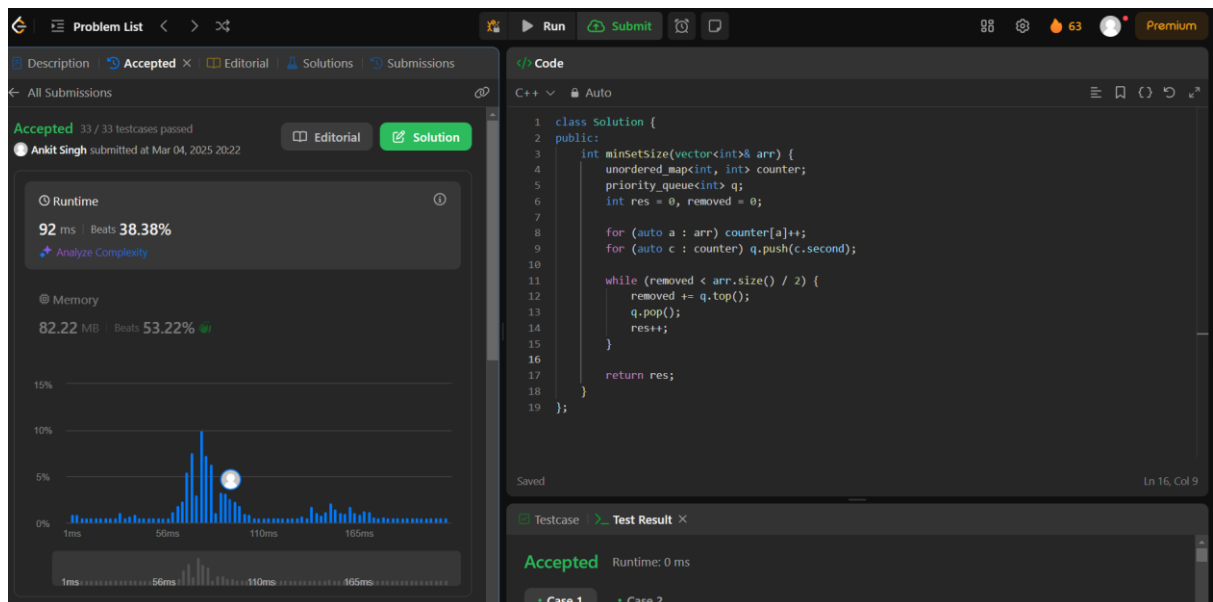 Problem List
Run
Submit
63
Premium
Description
Accepted
Editorial
Solutions
Submissions
All Submissions
Accepted 33 / 33 testcases passed
Ankit Singh submitted at Mar 04, 2025 20:22
Editorial
Solution
Runtime
92 ms Beats 38.38%
Analyze Complexity
Memory
82.22 MB Beats 53.22%
15%
10%
5%
0%
1ms 56ms 110ms 165ms
1ms 56ms 110ms 165ms
</> Code
C++ Auto
1 class Solution {
2 public:
3 int minSetSize(vector<int>& arr) {
4 unordered_map<int, int> counter;
5 priority_queue<int> q;
6 int res = 0, removed = 0;
7
8 for (auto a : arr) counter[a]++;
9 for (auto c : counter) q.push(c.second);
10
11 while (removed < arr.size() / 2) {
12 removed += q.top();
13 q.pop();
14 res++;
15 }
16
17 return res;
18 }
19 };
Saved
Ln 16, Col 9
Testcase
>_ Test Result
Accepted Runtime: 0 ms
• Case 1 • Case 2